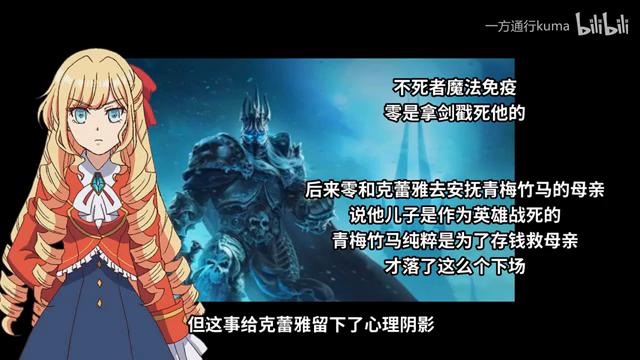 一方通行kuma bilibili
不死者魔法免疫
零是拿剑戳死他的
后来零和克蕾雅去安抚青梅竹马的母亲
说他儿子是作为英雄战死的
青梅竹马纯粹是为了存钱救母亲
才落了这么个下场
但这事给克蕾雅留下了心理阴影